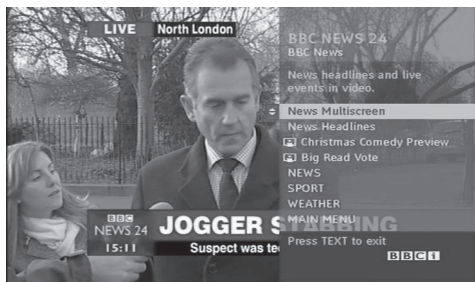 LIVE North London
BBC NEWS 24
BBC News
News headlines and live
events in video.
News Multiscreen
News Headlines
Christmas Comedy Preview
Big Read Vote
NEWS
SPORT
WEATHER
MAIN MENU
Press TEXT to exit
BBCi
BBC
NEWS 24
15:11
JOGGER STABBING
Suspect was